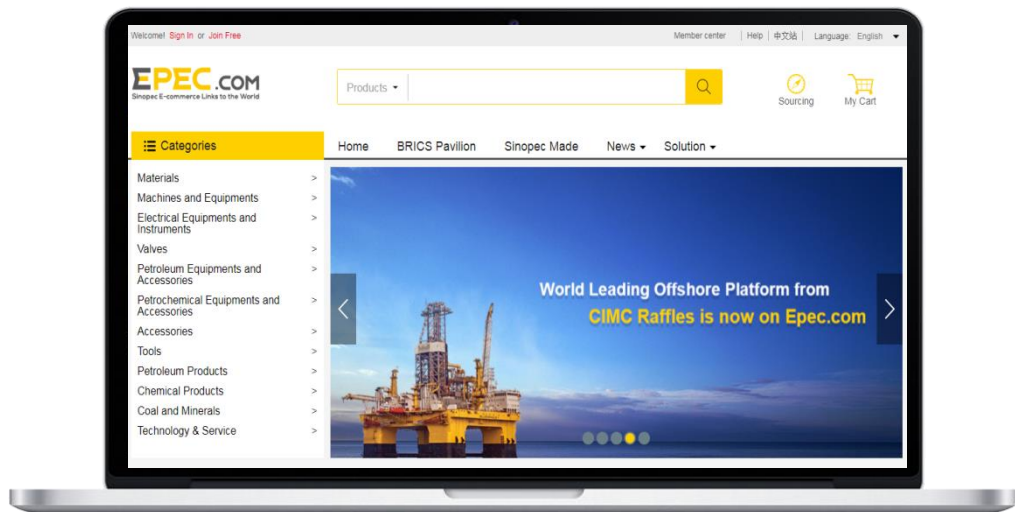 Welcome! Sign In or Join Free
Member center | Help | 中文站 | Language: English
EPEC.COM
Sinopec E-commerce Links to the World
Products
Sourcing
My Cart
Categories
Home
BRICS Pavilion
Sinopec Made
News
Solution
Materials >
Machines and Equipments >
Electrical Equipments and >
Instruments
Valves >
Petroleum Equipments and >
Accessories
Petrochemical Equipments and >
Accessories
Accessories >
Tools >
Petroleum Products >
Chemical Products >
Coal and Minerals >
Technology & Service >
World Leading Offshore Platform from
CIMC Raffles is now on Epec.com